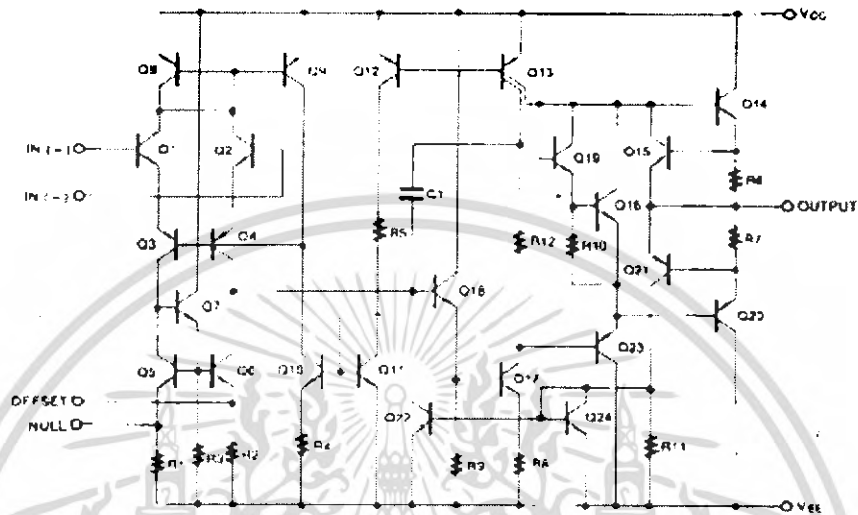 VCC
Q8 Q9 Q12 Q13
Q14
IN (-) Q1 Q2 Q19 Q15
R6
IN (-) C1 Q16 OUTPUT
Q3 Q4 R5 R12 R10 R7
Q21
Q7 Q18 Q20
Q23
Q5 Q6 Q10 Q11 Q17
OFFSET
NULL Q22 Q24
R1 R3 R2 R4 R9 R8 R11
VEE